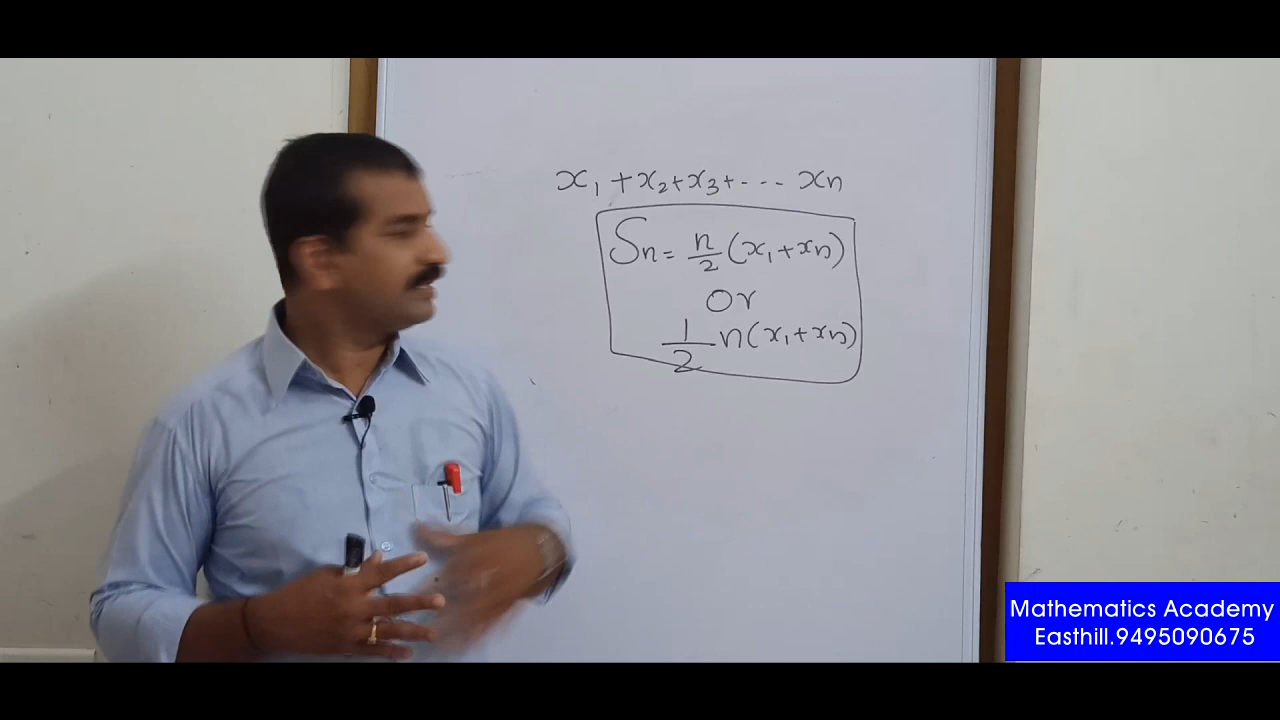 x₁ + x₂ + x₃ + - - - - xn
Sn = n/2 (x₁ + xn)
Or
1/2 n(x₁ + xn)
Mathematics Academy
Easthill.9495090675